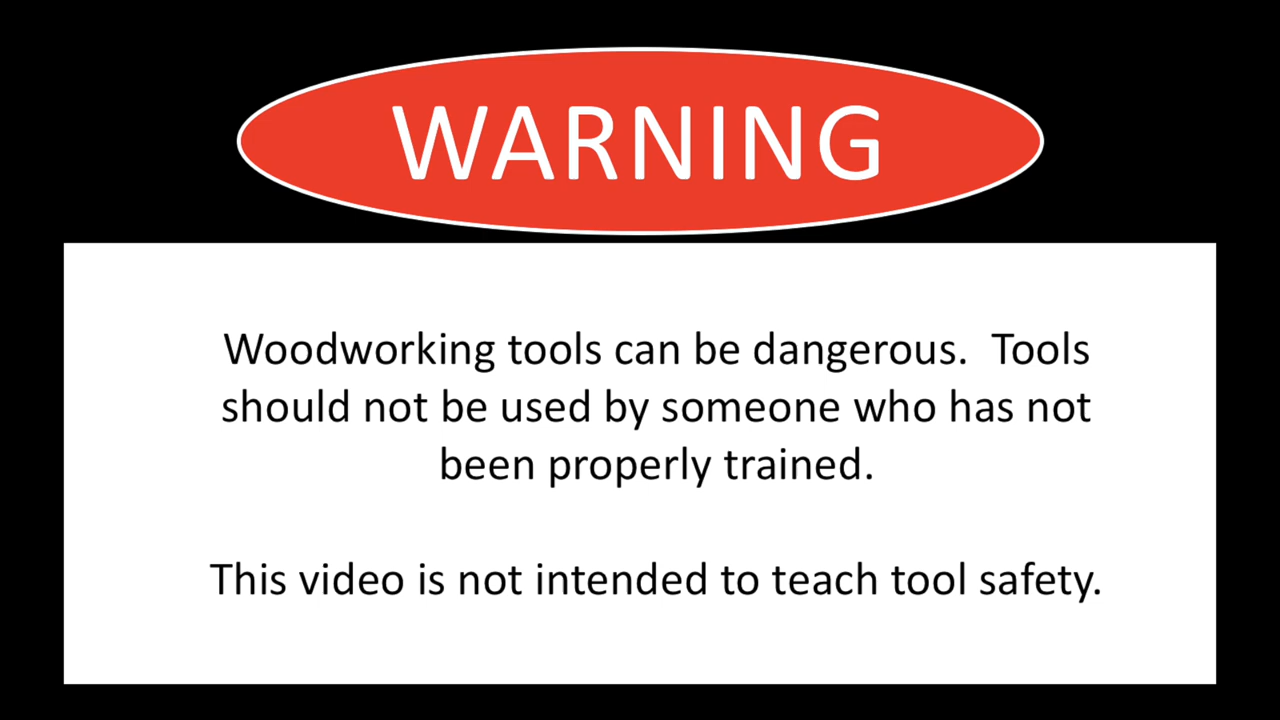 WARNING
Woodworking tools can be dangerous.  Tools
should not be used by someone who has not
been properly trained.
This video is not intended to teach tool safety.